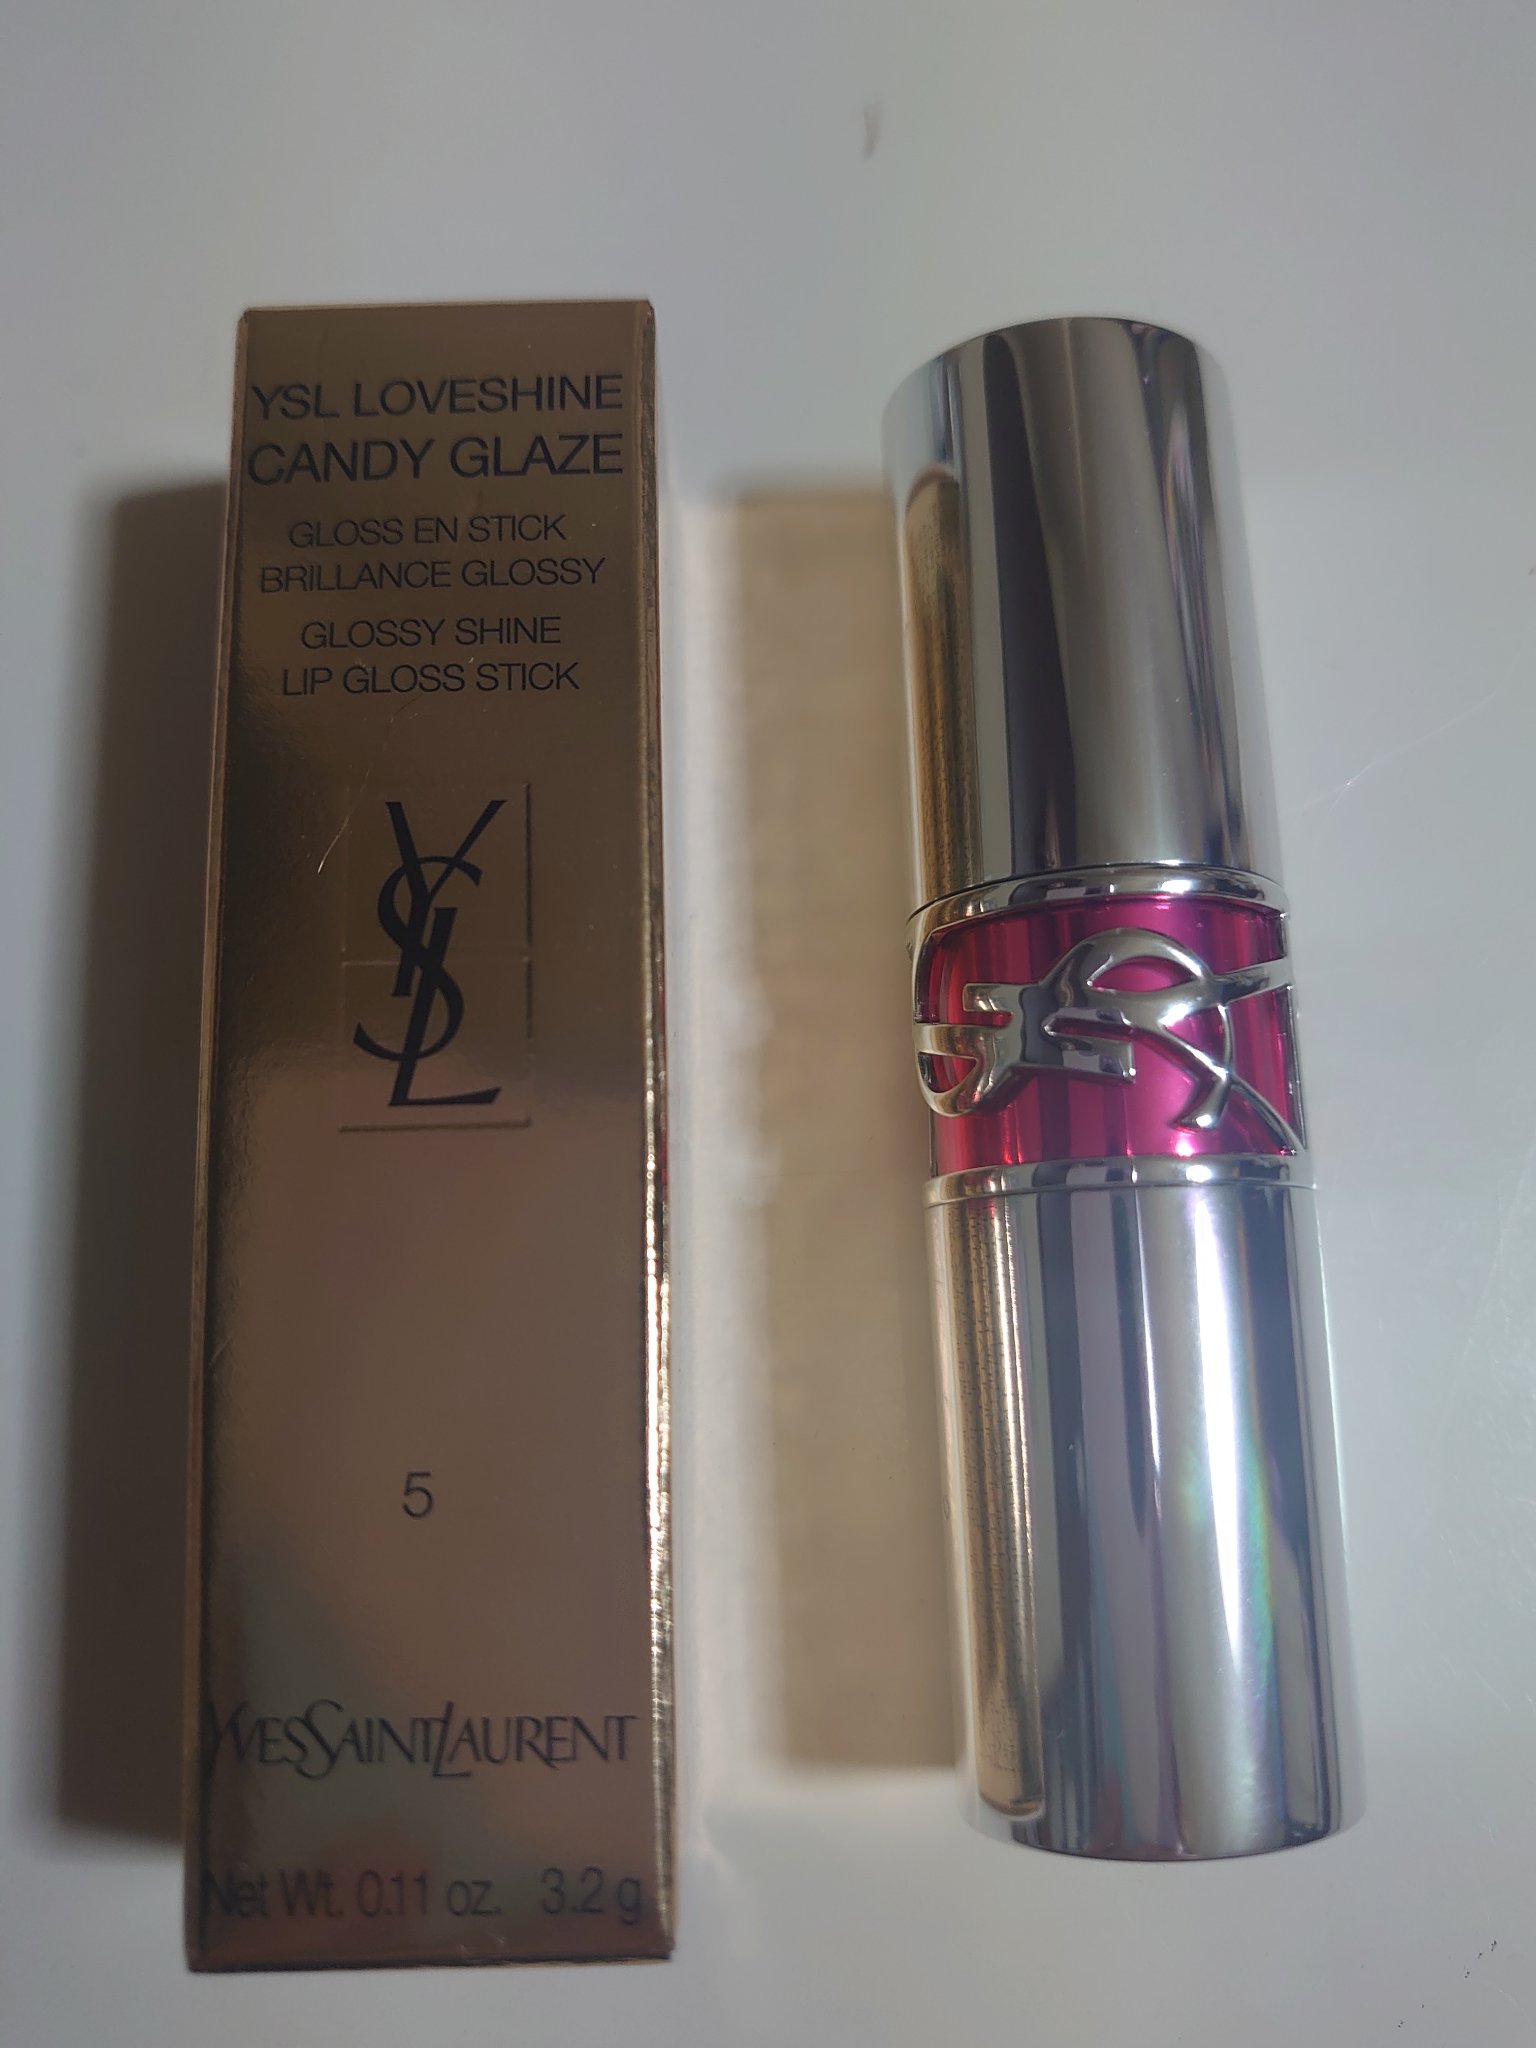 YSL LOVESHINE
CANDY GLAZE
GLOSS EN STICK
BRILLANCE GLOSSY
GLOSSY SHINE
LIP GLOSS STICK
YSL
5
YVESSAINTLAURENT
Net Wt. 0.11 oz. 3.2 g